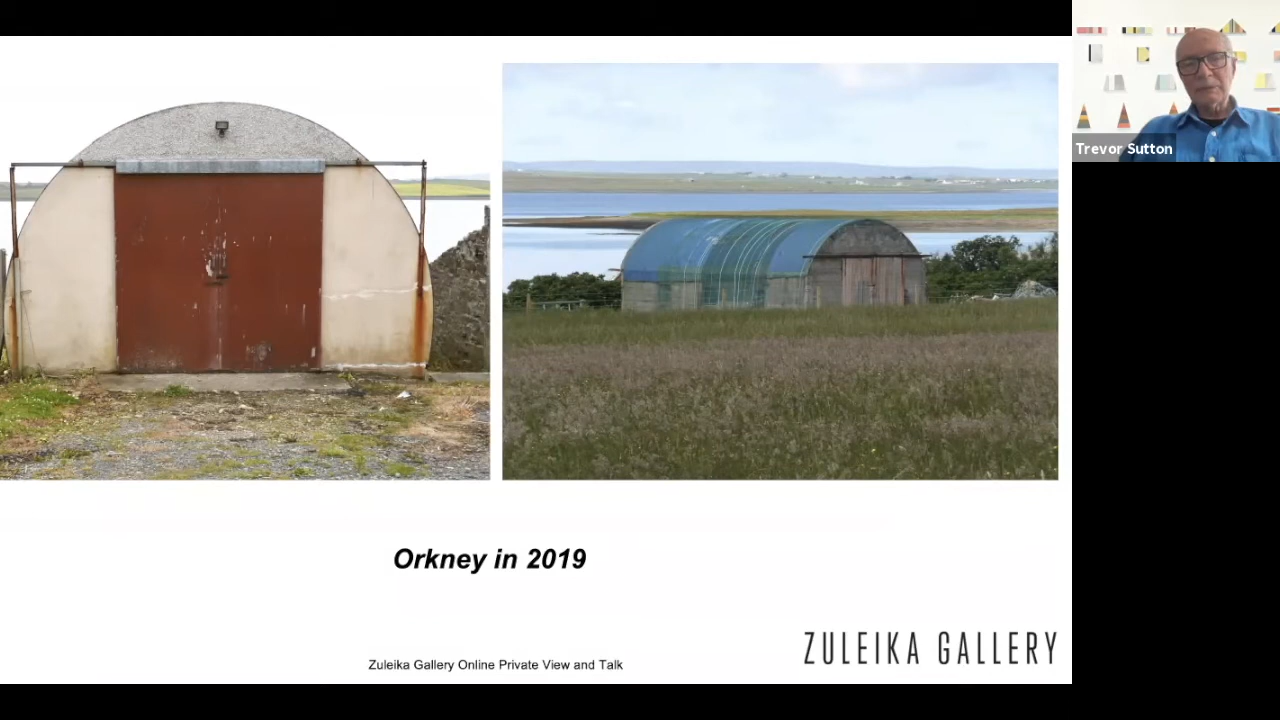 Trevor Sutton
Orkney in 2019
Zuleika Gallery Online Private View and Talk
ZULEIKA GALLERY